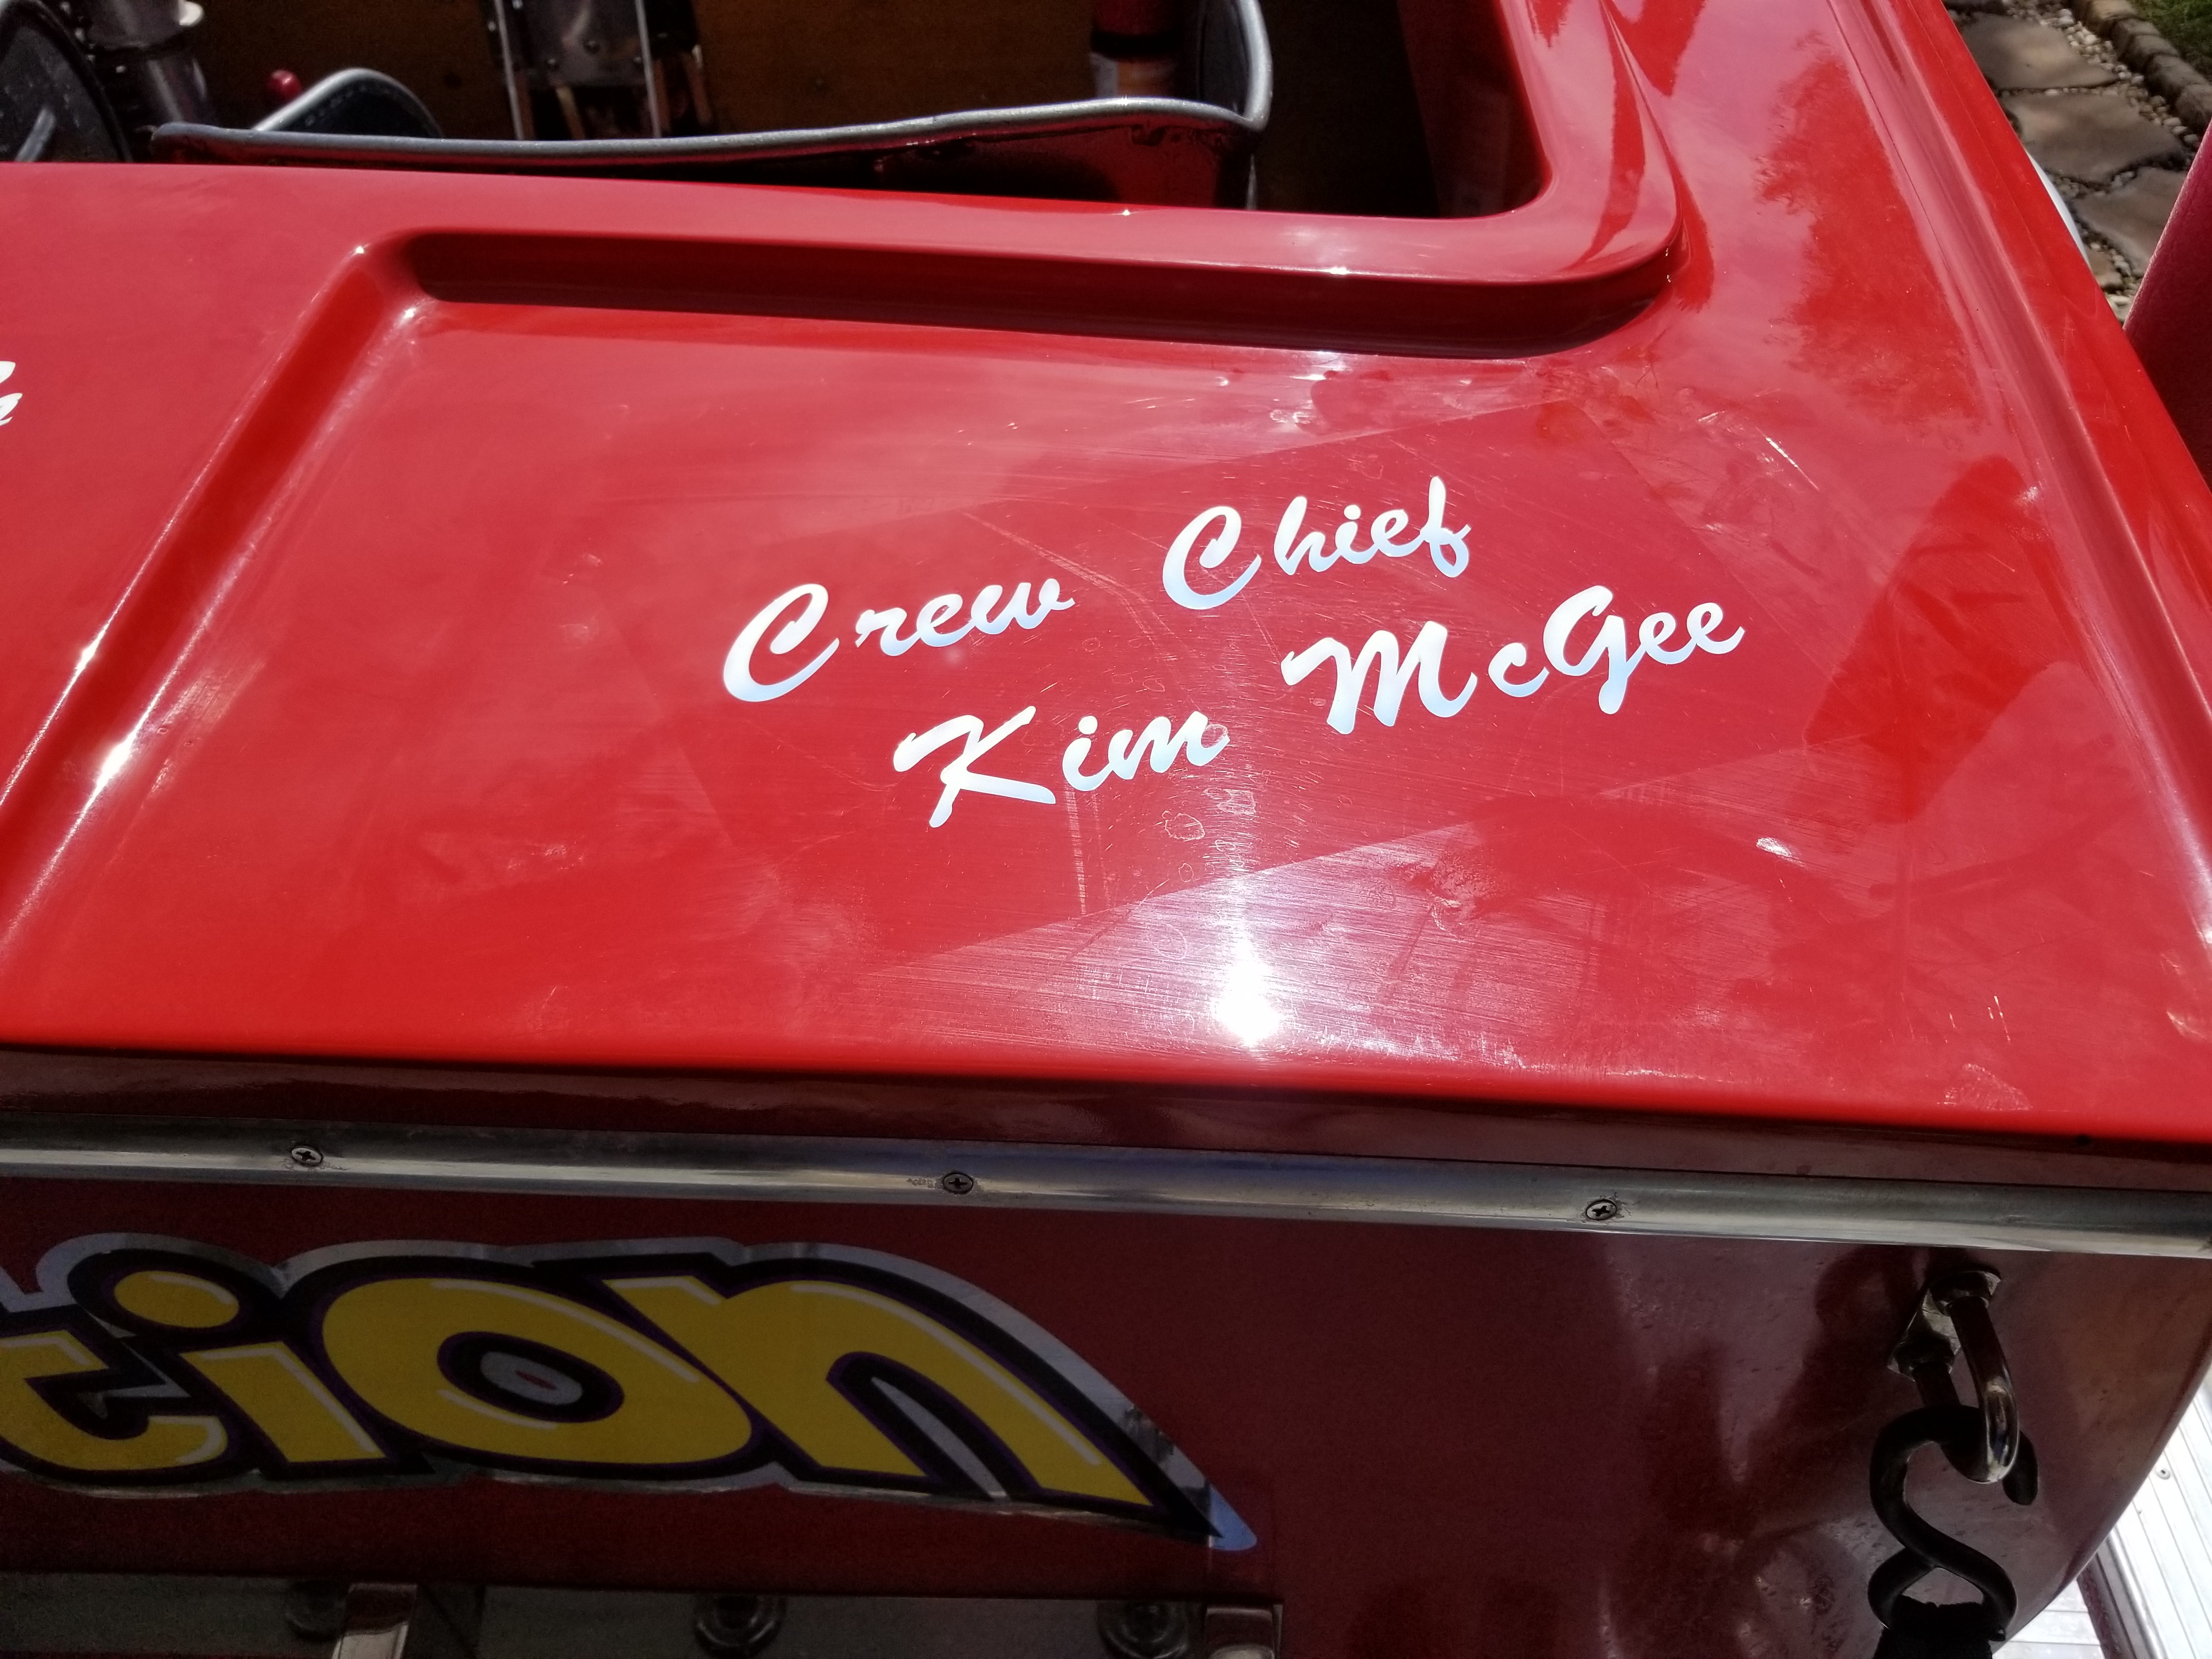 Crew Chief
Kim McGee
tion